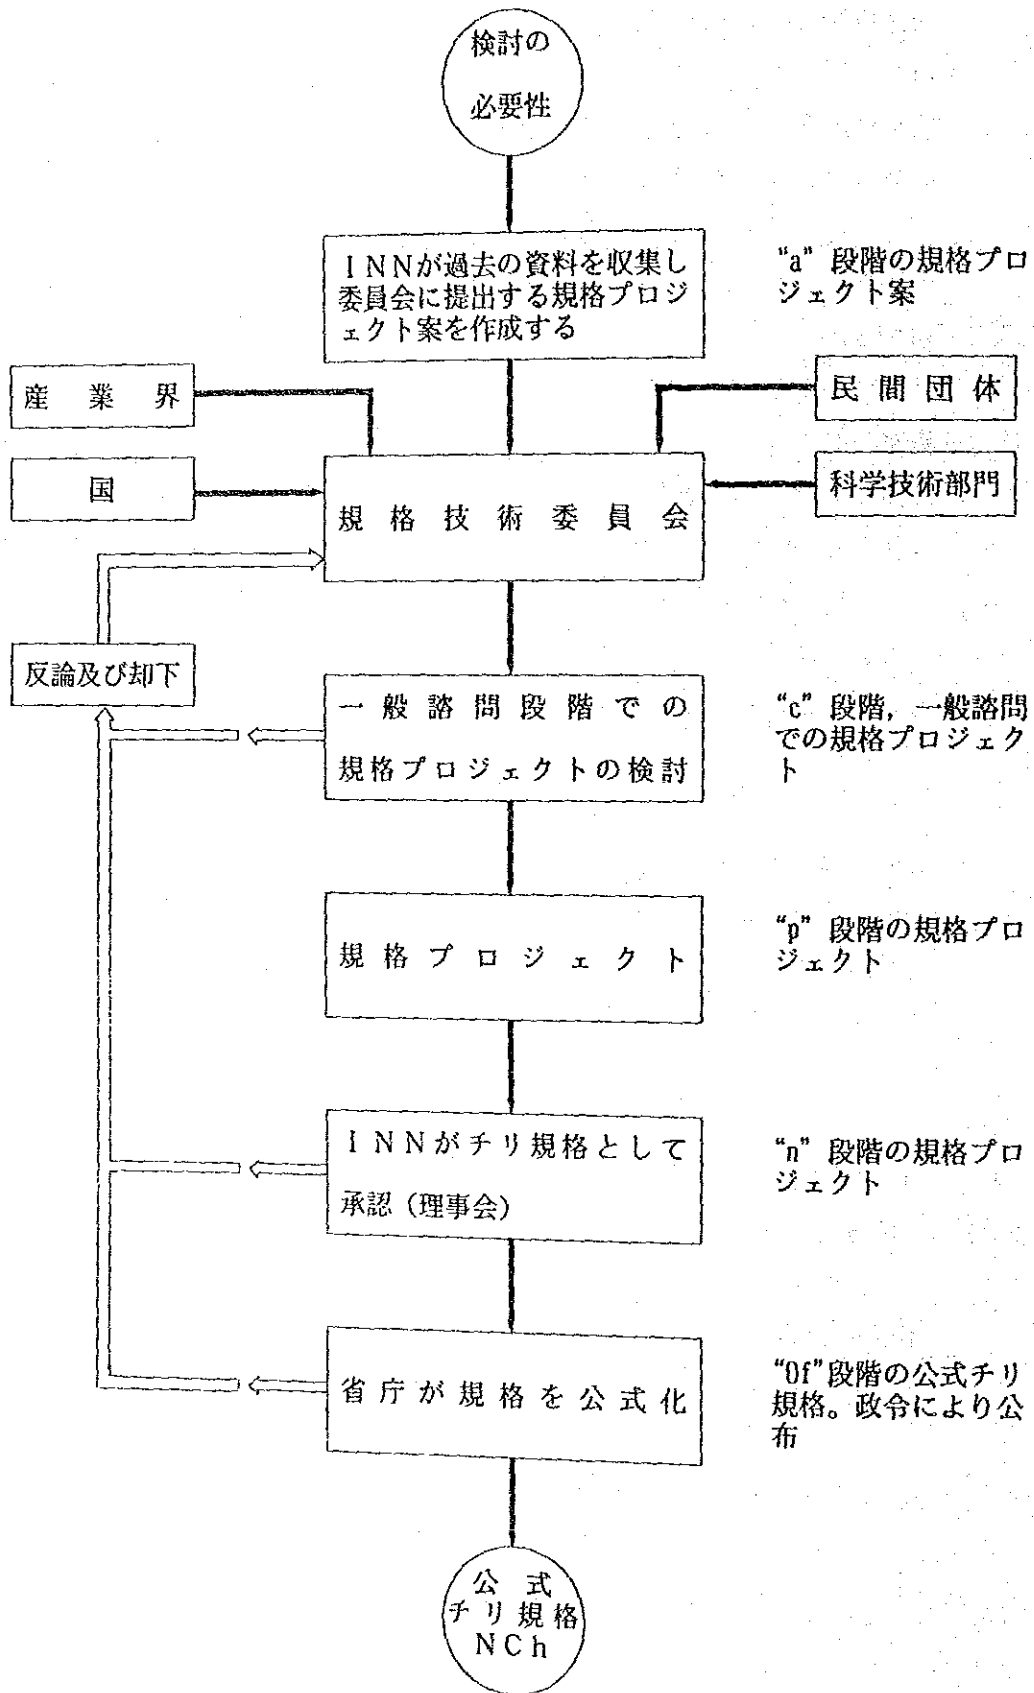 検討の
必要性
INNが過去の資料を収集し
委員会に提出する規格プロジ
ェクト案を作成する
"a" 段階の規格プロ
ジェクト案
産業界
民間団体
国
科学技術部門
規格技術委員会
反論及び却下
一般諮問段階での
規格プロジェクトの検討
"c" 段階，一般諮問
での規格プロジェク
ト
規格プロジェクト
"p" 段階の規格プロ
ジェクト
INNがチリ規格として
承認（理事会）
"n" 段階の規格プロ
ジェクト
省庁が規格を公式化
"Of"段階の公式チリ
規格。政令により公
布
公式
チリ規格
NCh